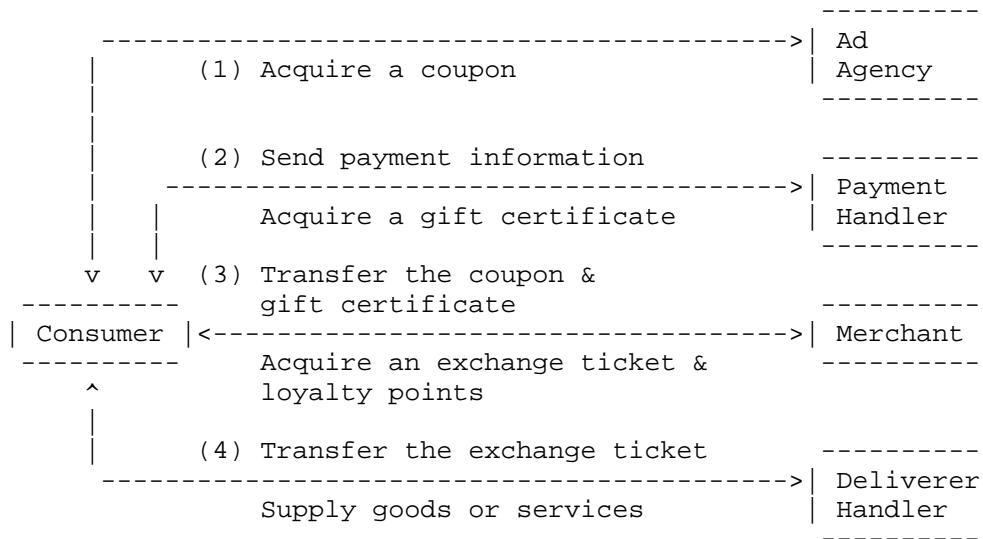 Ad
(1) Acquire a coupon Agency
(2) Send payment information
Payment
Acquire a gift certificate Handler
(3) Transfer the coupon &
gift certificate
Consumer Merchant
Acquire an exchange ticket &
loyalty points
(4) Transfer the exchange ticket
Deliverer
Supply goods or services Handler